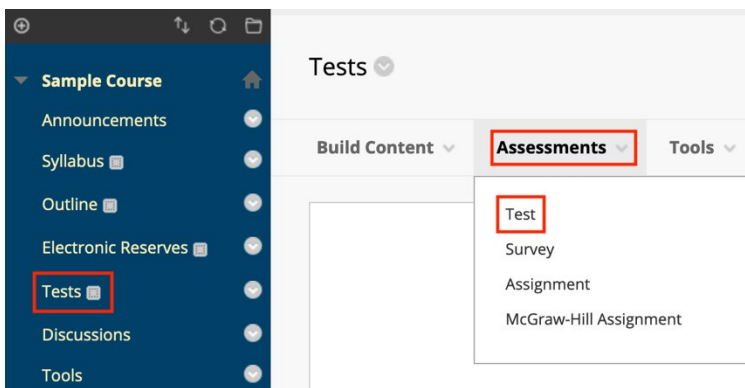 Sample Course
Announcements
Syllabus
Outline
Electronic Reserves
Tests
Discussions
Tools
Tests
Build Content
Assessments
Tools
Test
Survey
Assignment
McGraw-Hill Assignment